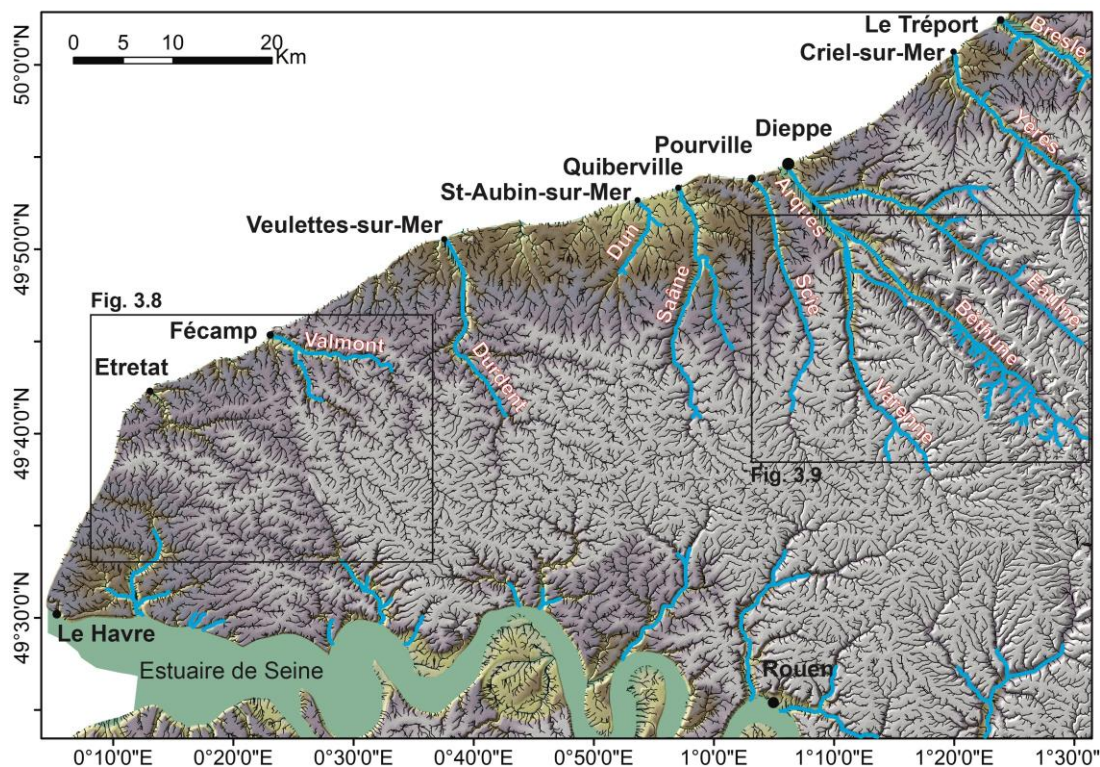 Le Tréport
Criel-sur-Mer
Bresle
0 5 10 20
Km
Yères
Dieppe
Pourville
Quiberville
St-Aubin-sur-Mer
Veulettes-sur-Mer
Arques
Dun
Saâne
Scie
Eaulne
Béthune
Varenne
Fig. 3.8
Fécamp
Valmont
Etretat
Durdent
Fig. 3.9
Le Havre
Estuaire de Seine
Rouen
50°0'0"N
49°50'0"N
49°40'0"N
49°30'0"N
0°10'0"E 0°20'0"E 0°30'0"E 0°40'0"E 0°50'0"E 1°0'0"E 1°10'0"E 1°20'0"E 1°30'0"E